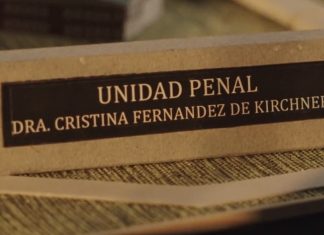 UNIDAD PENAL
DRA. CRISTINA FERNANDEZ DE KIRCHNER